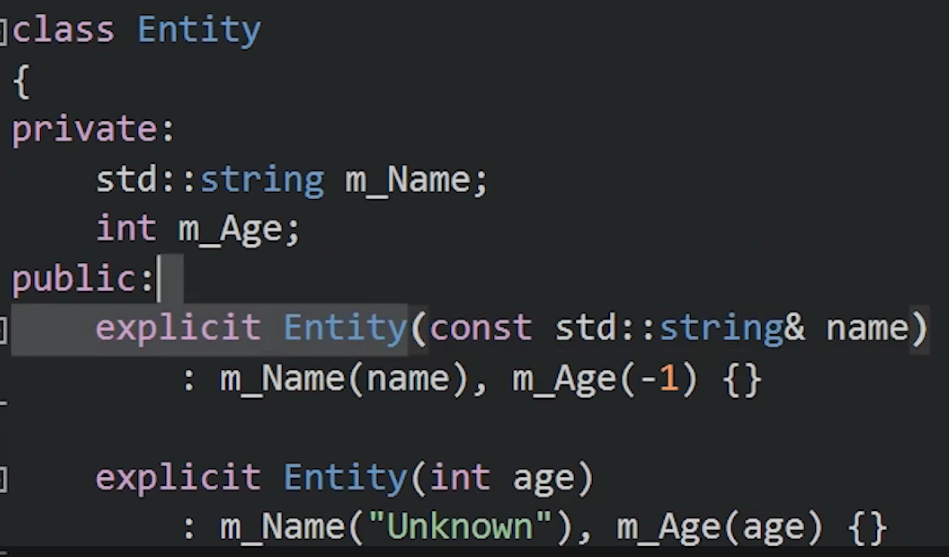 class Entity
{
private:
    std::string m_Name;
    int m_Age;
public:
    explicit Entity(const std::string& name)
        : m_Name(name), m_Age(-1) {}

    explicit Entity(int age)
        : m_Name("Unknown"), m_Age(age) {}